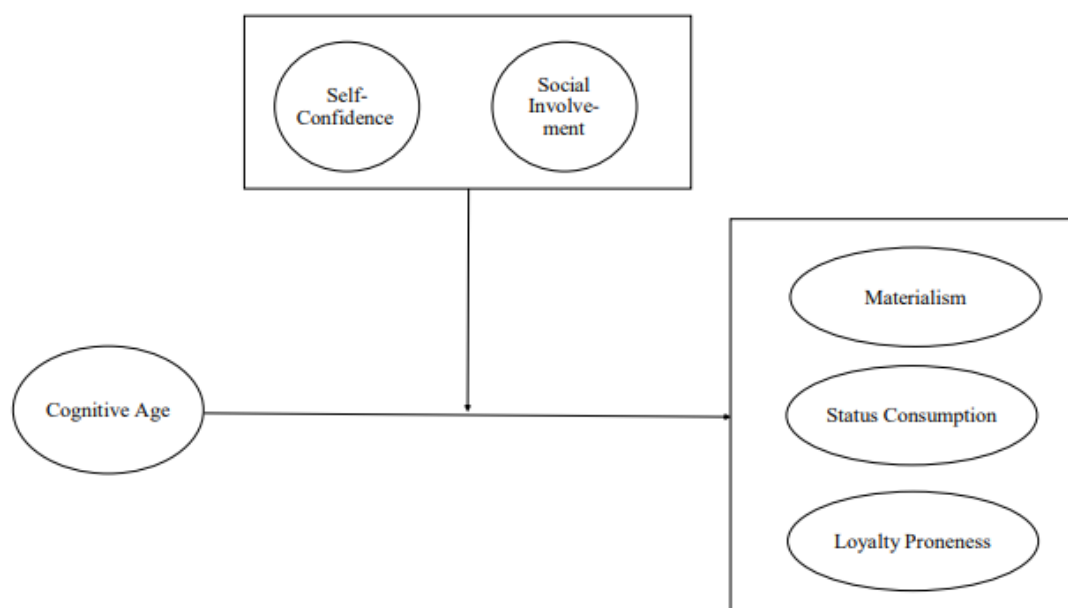 Self-
Confidence
Social
Involve-
ment
Materialism
Cognitive Age
Status Consumption
Loyalty Proneness